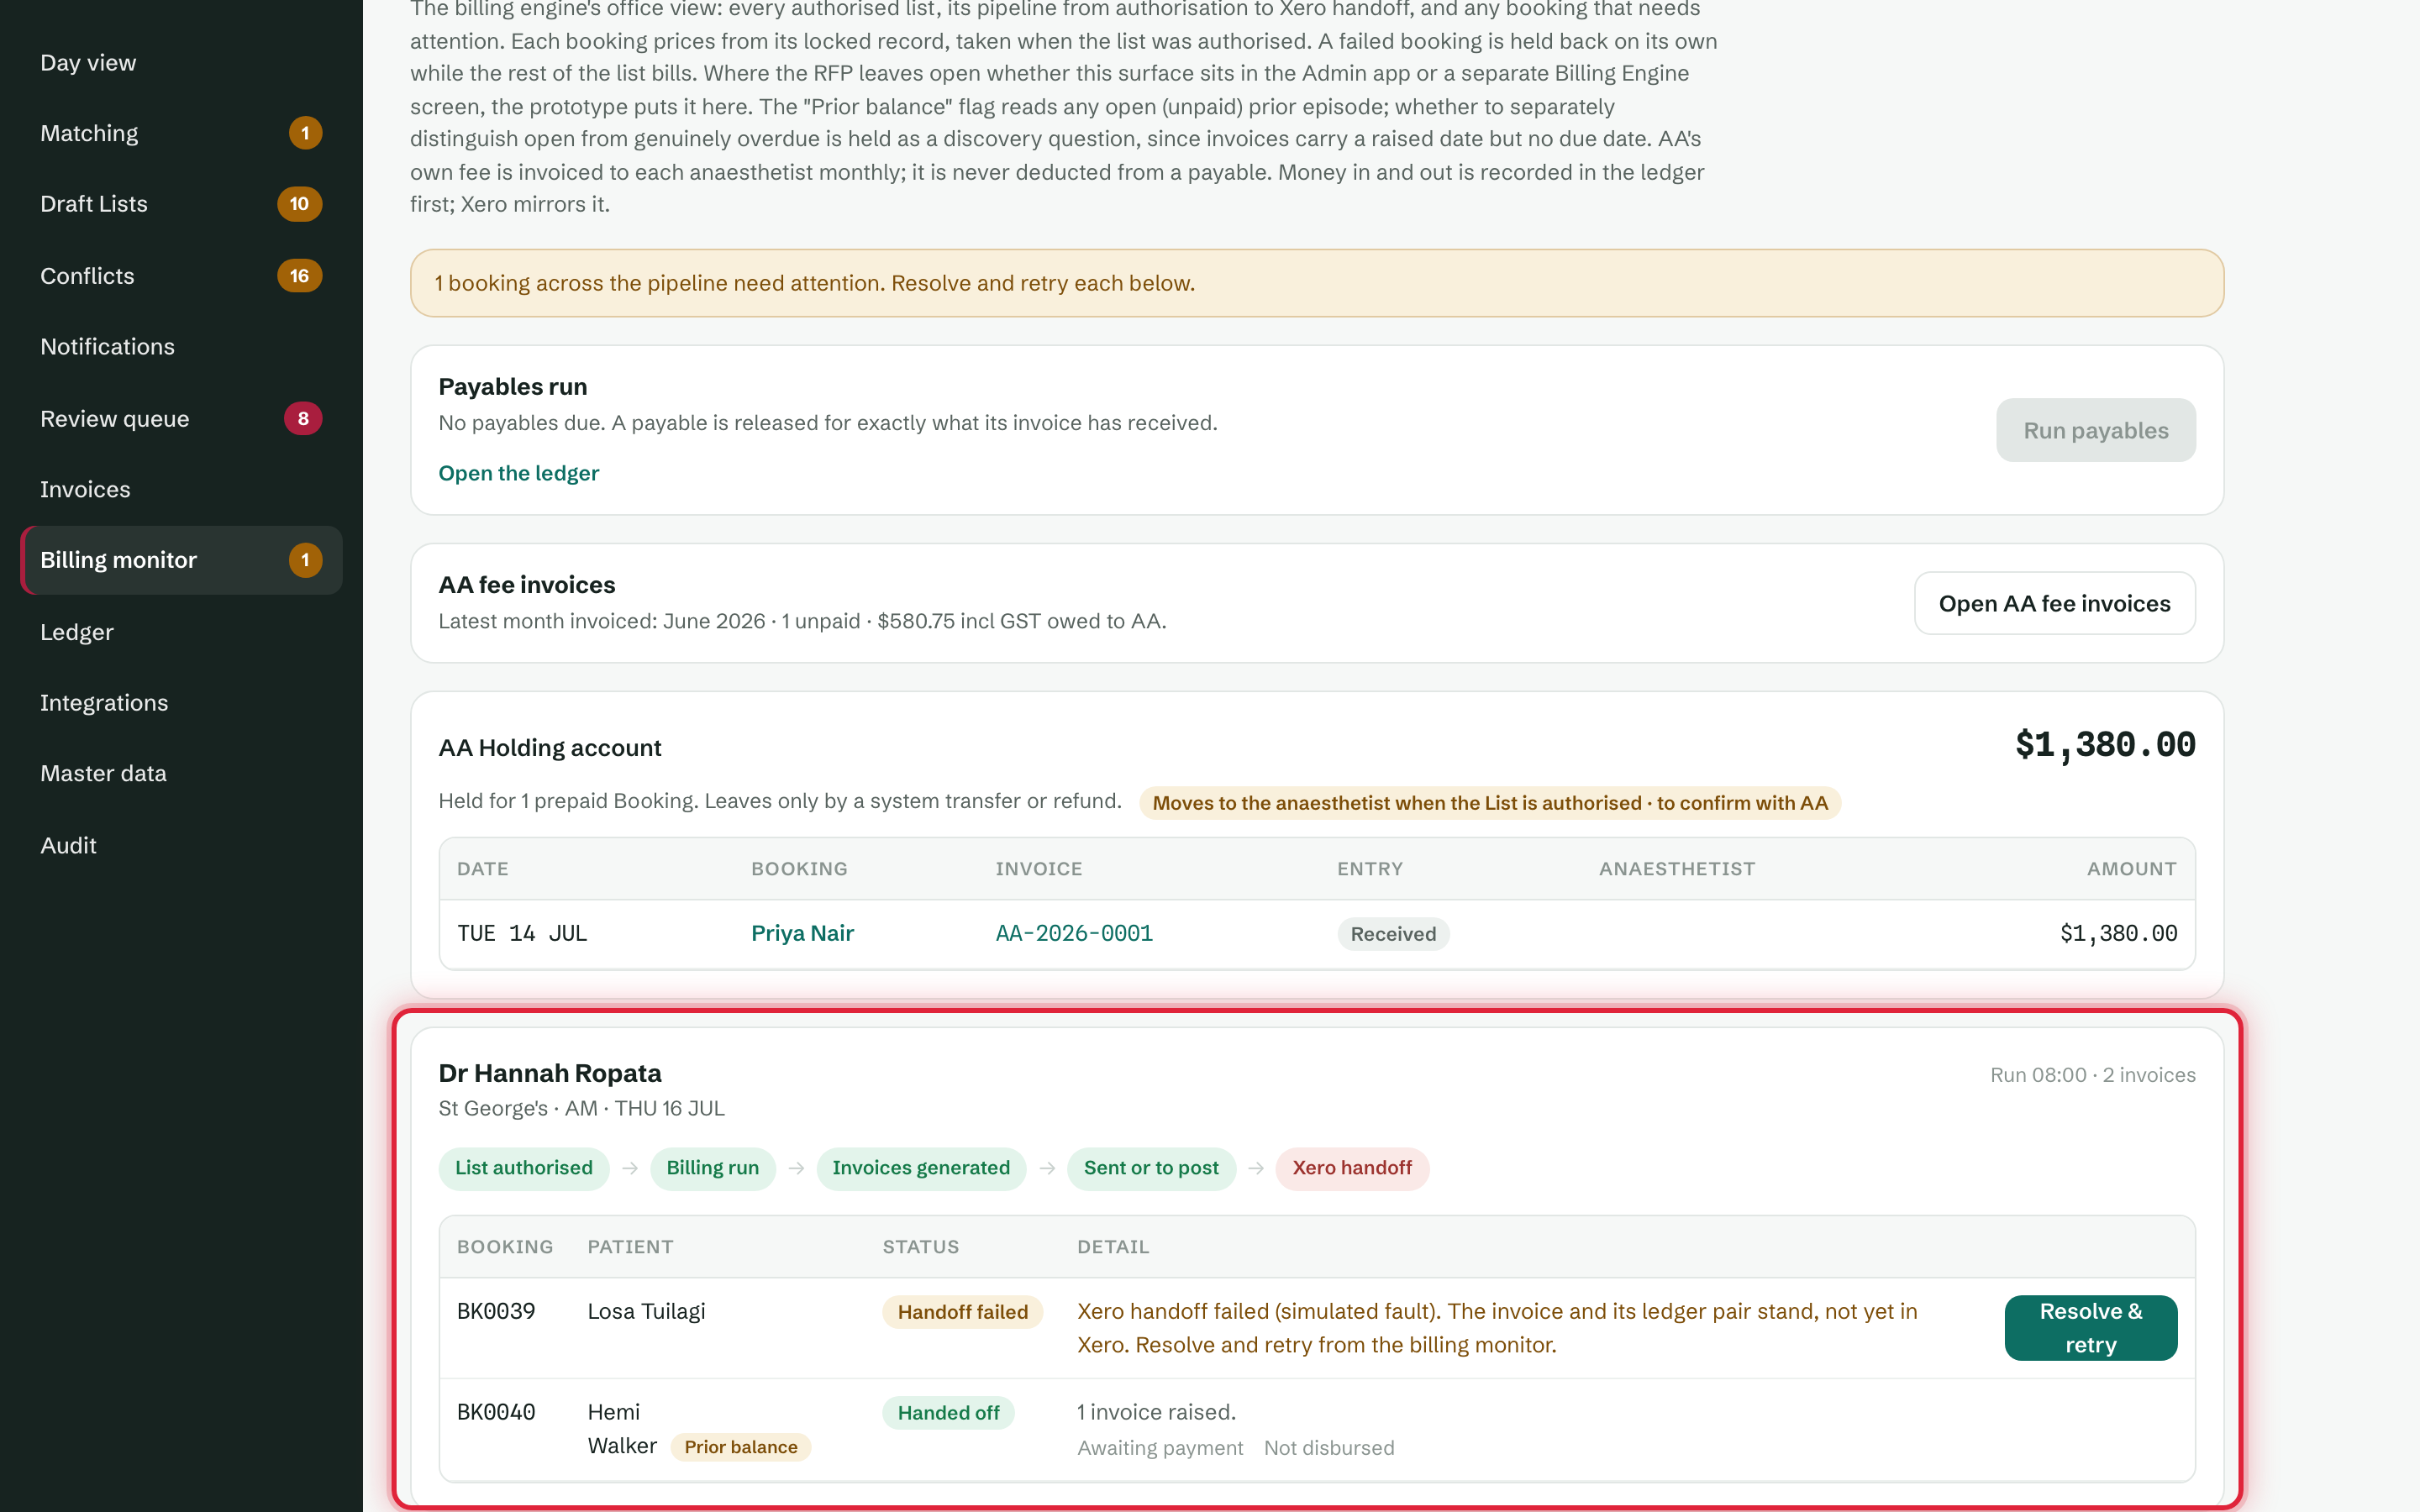 Day view
Matching 1
Draft Lists 10
Conflicts 16
Notifications
Review queue 8
Invoices
Billing monitor 1
Ledger
Integrations
Master data
Audit
The billing engine's office view: every authorised list, its pipeline from authorisation to Xero handoff, and any booking that needs
attention. Each booking prices from its locked record, taken when the list was authorised. A failed booking is held back on its own
while the rest of the list bills. Where the RFP leaves open whether this surface sits in the Admin app or a separate Billing Engine
screen, the prototype puts it here. The "Prior balance" flag reads any open (unpaid) prior episode; whether to separately
distinguish open from genuinely overdue is held as a discovery question, since invoices carry a raised date but no due date. AA's
own fee is invoiced to each anaesthetist monthly; it is never deducted from a payable. Money in and out is recorded in the ledger
first; Xero mirrors it.
1 booking across the pipeline need attention. Resolve and retry each below.
Payables run
No payables due. A payable is released for exactly what its invoice has received.
Open the ledger
Run payables
AA fee invoices
Latest month invoiced: June 2026 · 1 unpaid · $580.75 incl GST owed to AA.
Open AA fee invoices
AA Holding account $1,380.00
Held for 1 prepaid Booking. Leaves only by a system transfer or refund. Moves to the anaesthetist when the List is authorised · to confirm with AA
DATE BOOKING INVOICE ENTRY ANAESTHETIST AMOUNT
TUE 14 JUL Priya Nair AA-2026-0001 Received $1,380.00
Dr Hannah Ropata Run 08:00 · 2 invoices
St George's · AM · THU 16 JUL
List authorised → Billing run → Invoices generated → Sent or to post → Xero handoff
BOOKING PATIENT STATUS DETAIL
BK0039 Losa Tuilagi Handoff failed Xero handoff failed (simulated fault). The invoice and its ledger pair stand, not yet in
Xero. Resolve and retry from the billing monitor.
Resolve &
retry
BK0040 Hemi
Walker Prior balance
Handed off 1 invoice raised.
Awaiting payment Not disbursed